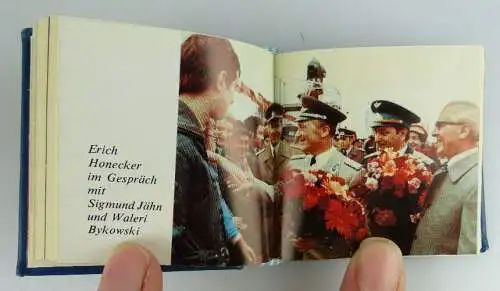 Erich
Honecker
im Gespräch
mit
Sigmund Jähn
und Waleri
Bykowski